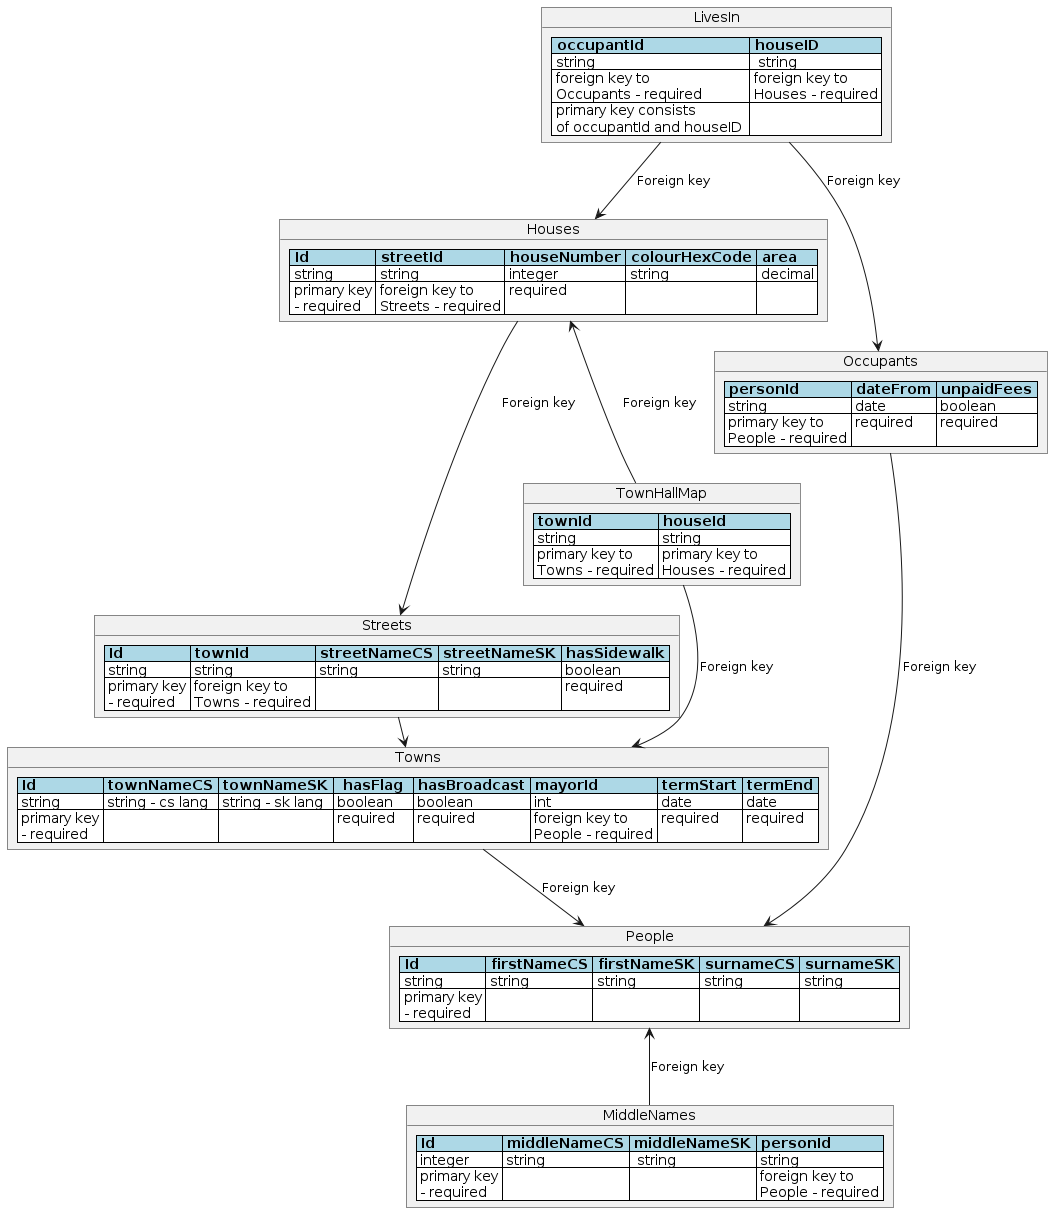 LivesIn
occupantId houseID
string string
foreign key to foreign key to
Occupants - required Houses - required
primary key consists
of occupantId and houseID
Foreign key Foreign key
Houses
Id streetId houseNumber colourHexCode area
string string integer string decimal
primary key foreign key to required
- required Streets - required
Occupants
personId dateFrom unpaidFees
string date boolean
primary key to required required
People - required
Foreign key Foreign key
TownHallMap
townId houseId
string string
primary key to primary key to
Towns - required Houses - required
Streets
Id townId streetNameCS streetNameSK hasSidewalk
string string string string boolean
primary key foreign key to required
- required Towns - required
Foreign key Foreign key
Towns
Id townNameCS townNameSK hasFlag hasBroadcast mayorId termStart termEnd
string string - cs lang string - sk lang boolean boolean int date date
primary key required required foreign key to required required
- required People - required
Foreign key
People
Id firstNameCS firstNameSK surnameCS surnameSK
string string string string string
primary key
- required
Foreign key
MiddleNames
Id middleNameCS middleNameSK personId
integer string string string
primary key foreign key to
- required People - required